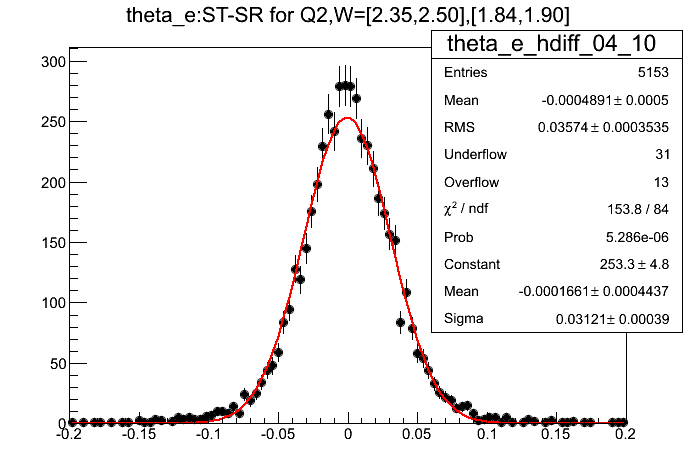 theta_e:ST-SR for Q2,W=[2.35,2.50],[1.84,1.90]
theta_e_hdiff_04_10
Entries 5153
Mean -0.0004891 ± 0.0005
RMS 0.03574 ± 0.0003535
Underflow 31
Overflow 13
χ² / ndf 153.8 / 84
Prob 5.286e-06
Constant 253.3 ± 4.8
Mean -0.0001661 ± 0.0004437
Sigma 0.03121 ± 0.00039
300
250
200
150
100
50
0
-0.2 -0.15 -0.1 -0.05 0 0.05 0.1 0.15 0.2